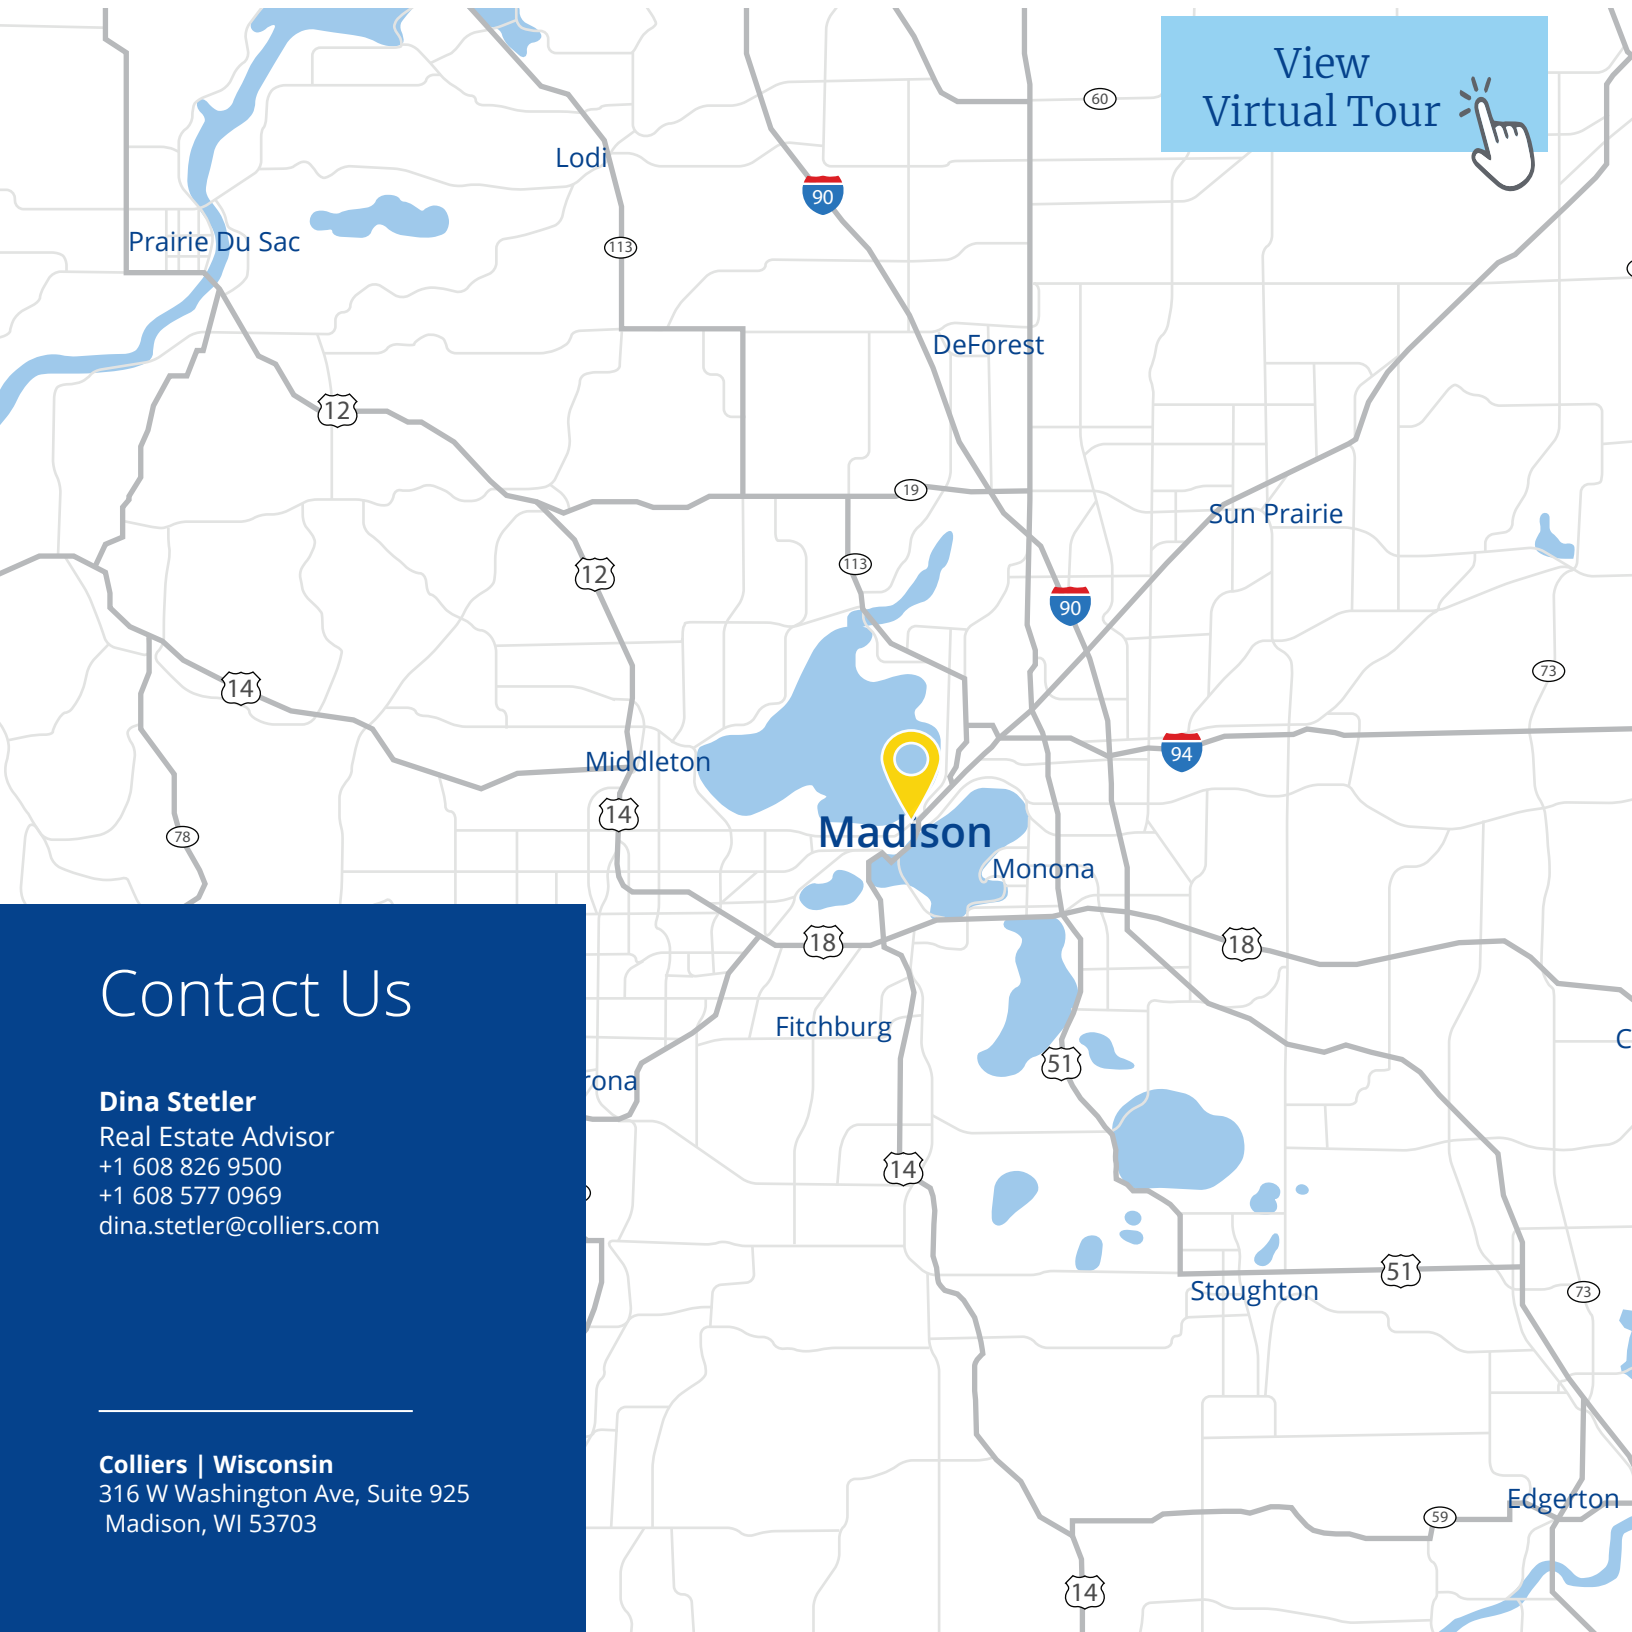 View
Virtual Tour
60
Lodi
90
Prairie Du Sac
113
DeForest
12
19
Sun Prairie
113
12
90
73
14
94
Middleton
14
Madison
78
Monona
18
18
Fitchburg
C
51
rona
14
51
Stoughton
73
Edgerton
59
14
Contact Us
Dina Stetler
Real Estate Advisor
+1 608 826 9500
+1 608 577 0969
dina.stetler@colliers.com
Colliers | Wisconsin
316 W Washington Ave, Suite 925
Madison, WI 53703